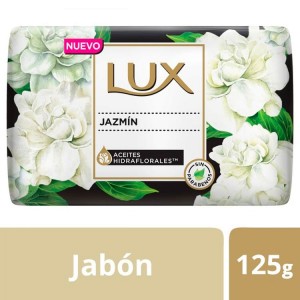 NUEVO
LUX
JAZMÍN
ACEITES
HIDRAFLORALES™
SIN
PARABENOS
Jabón
125g